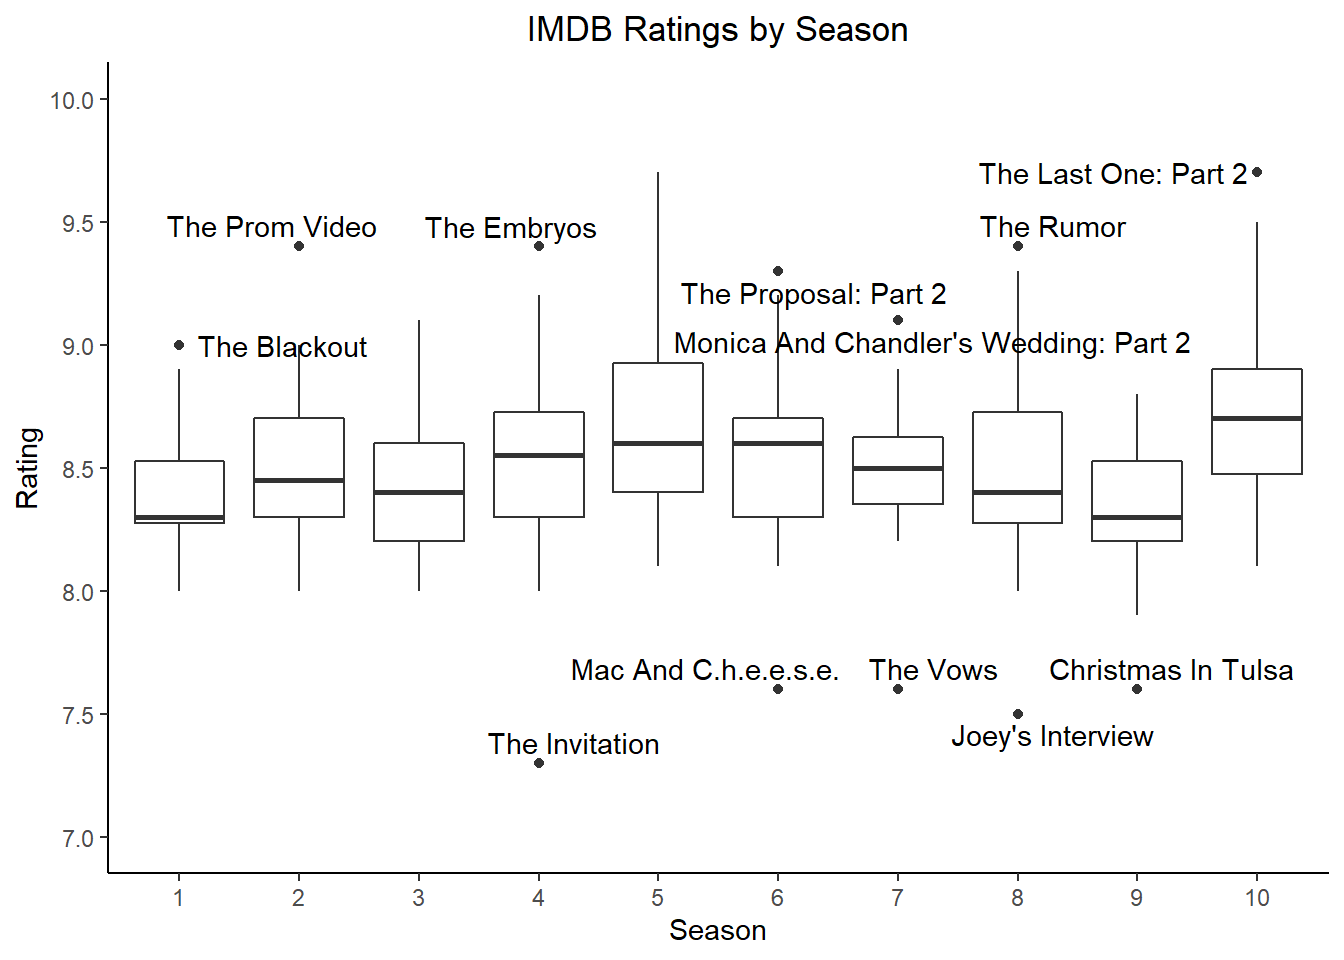 IMDB Ratings by Season
10.0
9.5
9.0
8.5
8.0
7.5
7.0
Rating
The Last One: Part 2
The Prom Video
The Embryos
The Rumor
The Proposal: Part 2
The Blackout
Monica And Chandler's Wedding: Part 2
Mac And C.h.e.e.s.e.
The Vows
Christmas In Tulsa
Joey's Interview
The Invitation
1 2 3 4 5 6 7 8 9 10
Season